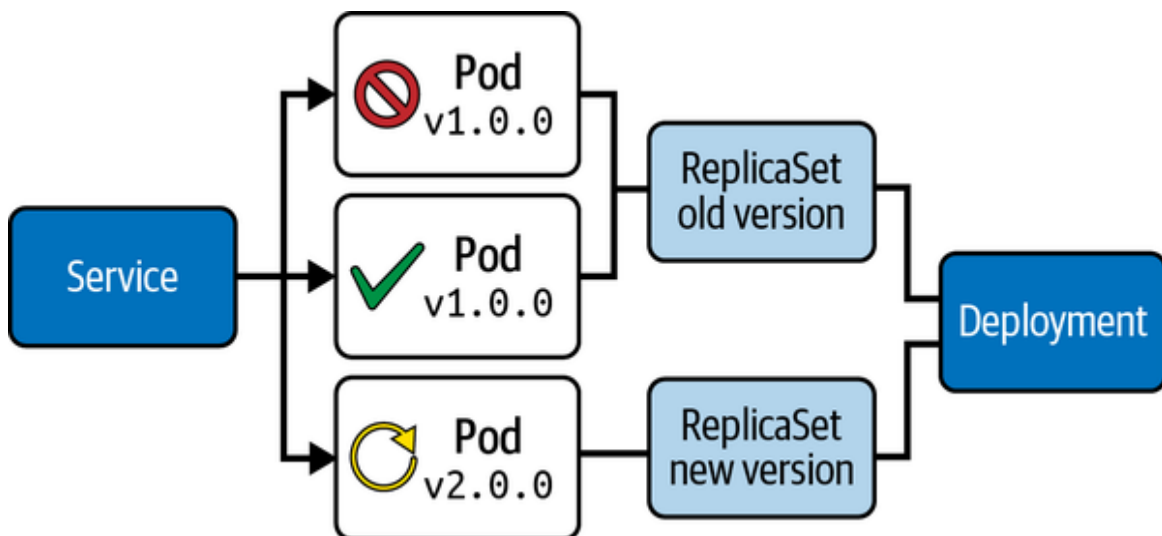 Service
Pod
v1.0.0
Pod
v1.0.0
Pod
v2.0.0
ReplicaSet
old version
ReplicaSet
new version
Deployment